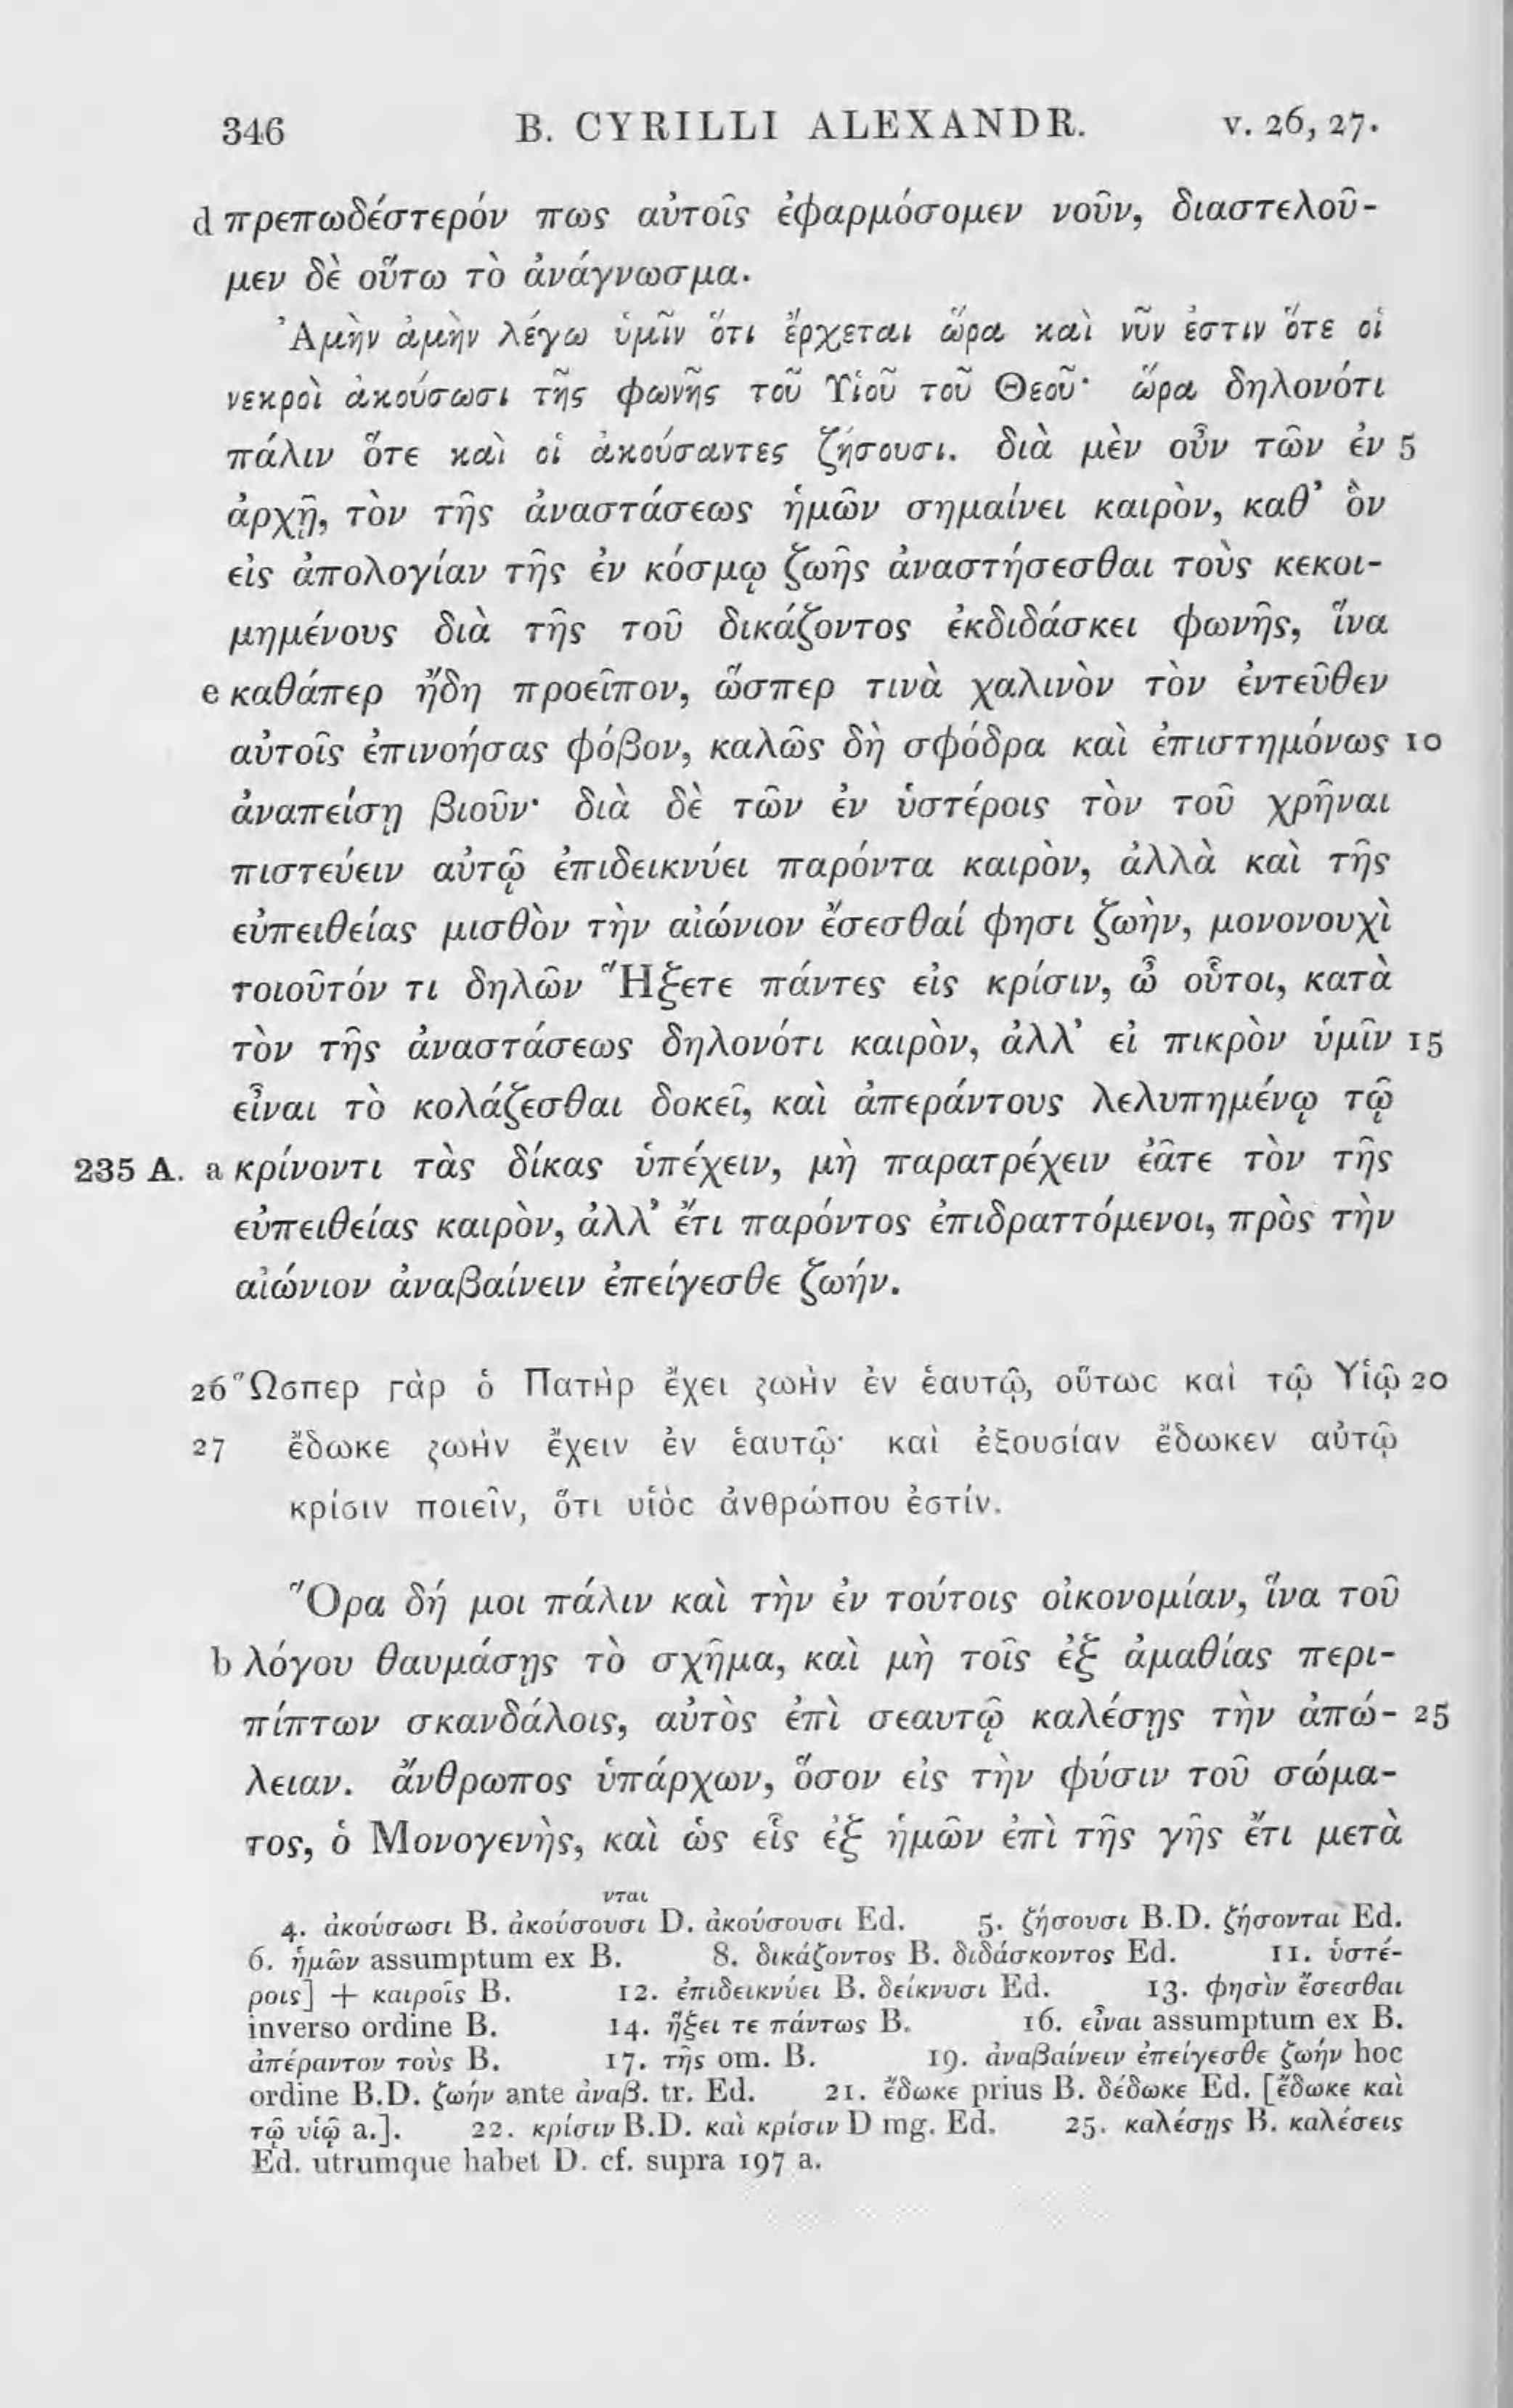 346 B. CYRILLI ALEXANDR. v. 26, 27.
d πρεπωδέστερόν πως αὐτοῖς ἐφαρμόσομεν νοῦν, διαστελοῦ-
μεν δὲ οὕτω τὸ ἀνάγνωσμα.
Ἀμὴν ἀμὴν λέγω ὑμῖν ὅτι ἔρχεται ὥρα καὶ νῦν ἐστιν ὅτε οἱ
νεκροὶ ἀκούσωσι τῆς φωνῆς τοῦ Υἱοῦ τοῦ Θεοῦ· ὥρα δηλονότι
πάλιν ὅτε καὶ οἱ ἀκούσαντες ζήσουσι. διὰ μὲν οὖν τῶν ἐν 5
ἀρχῇ, τὸν τῆς ἀναστάσεως ἡμῶν σημαίνει καιρὸν, καθ’ ὃν
εἰς ἀπολογίαν τῆς ἐν κόσμῳ ζωῆς ἀναστήσεσθαι τοὺς κεκοι-
μημένους διὰ τῆς τοῦ δικάζοντος ἐκδιδάσκει φωνῆς, ἵνα
e καθάπερ ἤδη προεῖπον, ὥσπερ τινὰ χαλινὸν τὸν ἐντεῦθεν
αὐτοῖς ἐπινοήσας φόβον, καλῶς δὴ σφόδρα καὶ ἐπιστημόνως 10
ἀναπείσῃ βιοῦν· διὰ δὲ τῶν ἐν ὑστέροις τὸν τοῦ χρῆναι
πιστεύειν αὐτῷ ἐπιδεικνύει παρόντα καιρὸν, ἀλλὰ καὶ τῆς
εὐπειθείας μισθὸν τὴν αἰώνιον ἔσεσθαί φησι ζωὴν, μονονουχὶ
τοιοῦτόν τι δηλῶν Ἥξετε πάντες εἰς κρίσιν, ὦ οὗτοι, κατὰ
τὸν τῆς ἀναστάσεως δηλονότι καιρὸν, ἀλλ’ εἰ πικρὸν ὑμῖν 15
εἶναι τὸ κολάζεσθαι δοκεῖ, καὶ ἀπεράντους λελυπημένῳ τῷ
235 A. a κρίνοντι τὰς δίκας ὑπέχειν, μὴ παρατρέχειν ἐᾶτε τὸν τῆς
εὐπειθείας καιρὸν, ἀλλ’ ἔτι παρόντος ἐπιδραττόμενοι, πρὸς τὴν
αἰώνιον ἀναβαίνειν ἐπείγεσθε ζωήν.
26 Ὥσπερ γὰρ ὁ Πατὴρ ἔχει ζωὴν ἐν ἑαυτῷ, οὕτως καὶ τῷ Υἱῷ 20
27 ἔδωκε ζωὴν ἔχειν ἐν ἑαυτῷ· καὶ ἐξουσίαν ἔδωκεν αὐτῷ
κρίσιν ποιεῖν, ὅτι υἱὸς ἀνθρώπου ἐστίν.
Ὅρα δή μοι πάλιν καὶ τὴν ἐν τούτοις οἰκονομίαν, ἵνα τοῦ
b λόγου θαυμάσῃς τὸ σχῆμα, καὶ μὴ τοῖς ἐξ ἀμαθίας περι-
πίπτων σκανδάλοις, αὐτὸς ἐπὶ σεαυτῷ καλέσῃς τὴν ἀπώ- 25
λειαν. ἄνθρωπος ὑπάρχων, ὅσον εἰς τὴν φύσιν τοῦ σώμα-
τος, ὁ Μονογενὴς, καὶ ὡς εἷς ἐξ ἡμῶν ἐπὶ τῆς γῆς ἔτι μετὰ
νται
4. ἀκούσωσι B. ἀκούσουσι D. ἀκούσουσι Ed. 5. ζήσουσι B.D. ζήσονται Ed.
6. ἡμῶν assumptum ex B. 8. δικάζοντος B. διδάσκοντος Ed. 11. ὑστέ-
ροις] + καιροῖς B. 12. ἐπιδεικνύει B. δείκνυσι Ed. 13. φησὶν ἔσεσθαι
inverso ordine B. 14. ἥξει τε πάντως B. 16. εἶναι assumptum ex B.
ἀπέραντον τοὺς B. 17. τῆς om. B. 19. ἀναβαίνειν ἐπείγεσθε ζωήν hoc
ordine B.D. ζωήν ante ἀναβ. tr. Ed. 21. ἔδωκε prius B. δέδωκε Ed. [ἔδωκε καὶ
τῷ υἱῷ a.]. 22. κρίσιν B.D. καὶ κρίσιν D mg. Ed. 25. καλέσῃς B. καλέσεις
Ed. utrumque habet D. cf. supra 197 a.